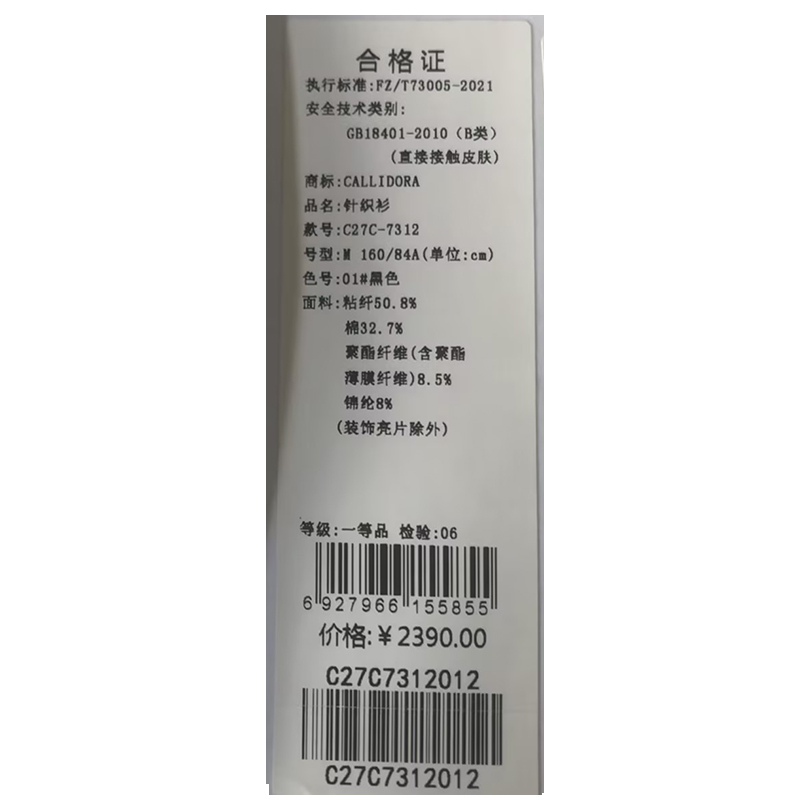 合格证
执行标准:FZ/T73005-2021
安全技术类别:
GB18401-2010（B类）
(直接接触皮肤)
商标:CALLIDORA
品名:针织衫
款号:C27C-7312
号型:M 160/84A(单位:cm)
色号:01#黑色
面料:粘纤50.8%
棉32.7%
聚酯纤维(含聚酯
薄膜纤维)8.5%
锦纶8%
(装饰亮片除外)
等级:一等品 检验:06
6 927966 155855
价格:￥2390.00
C27C7312012
C27C7312012